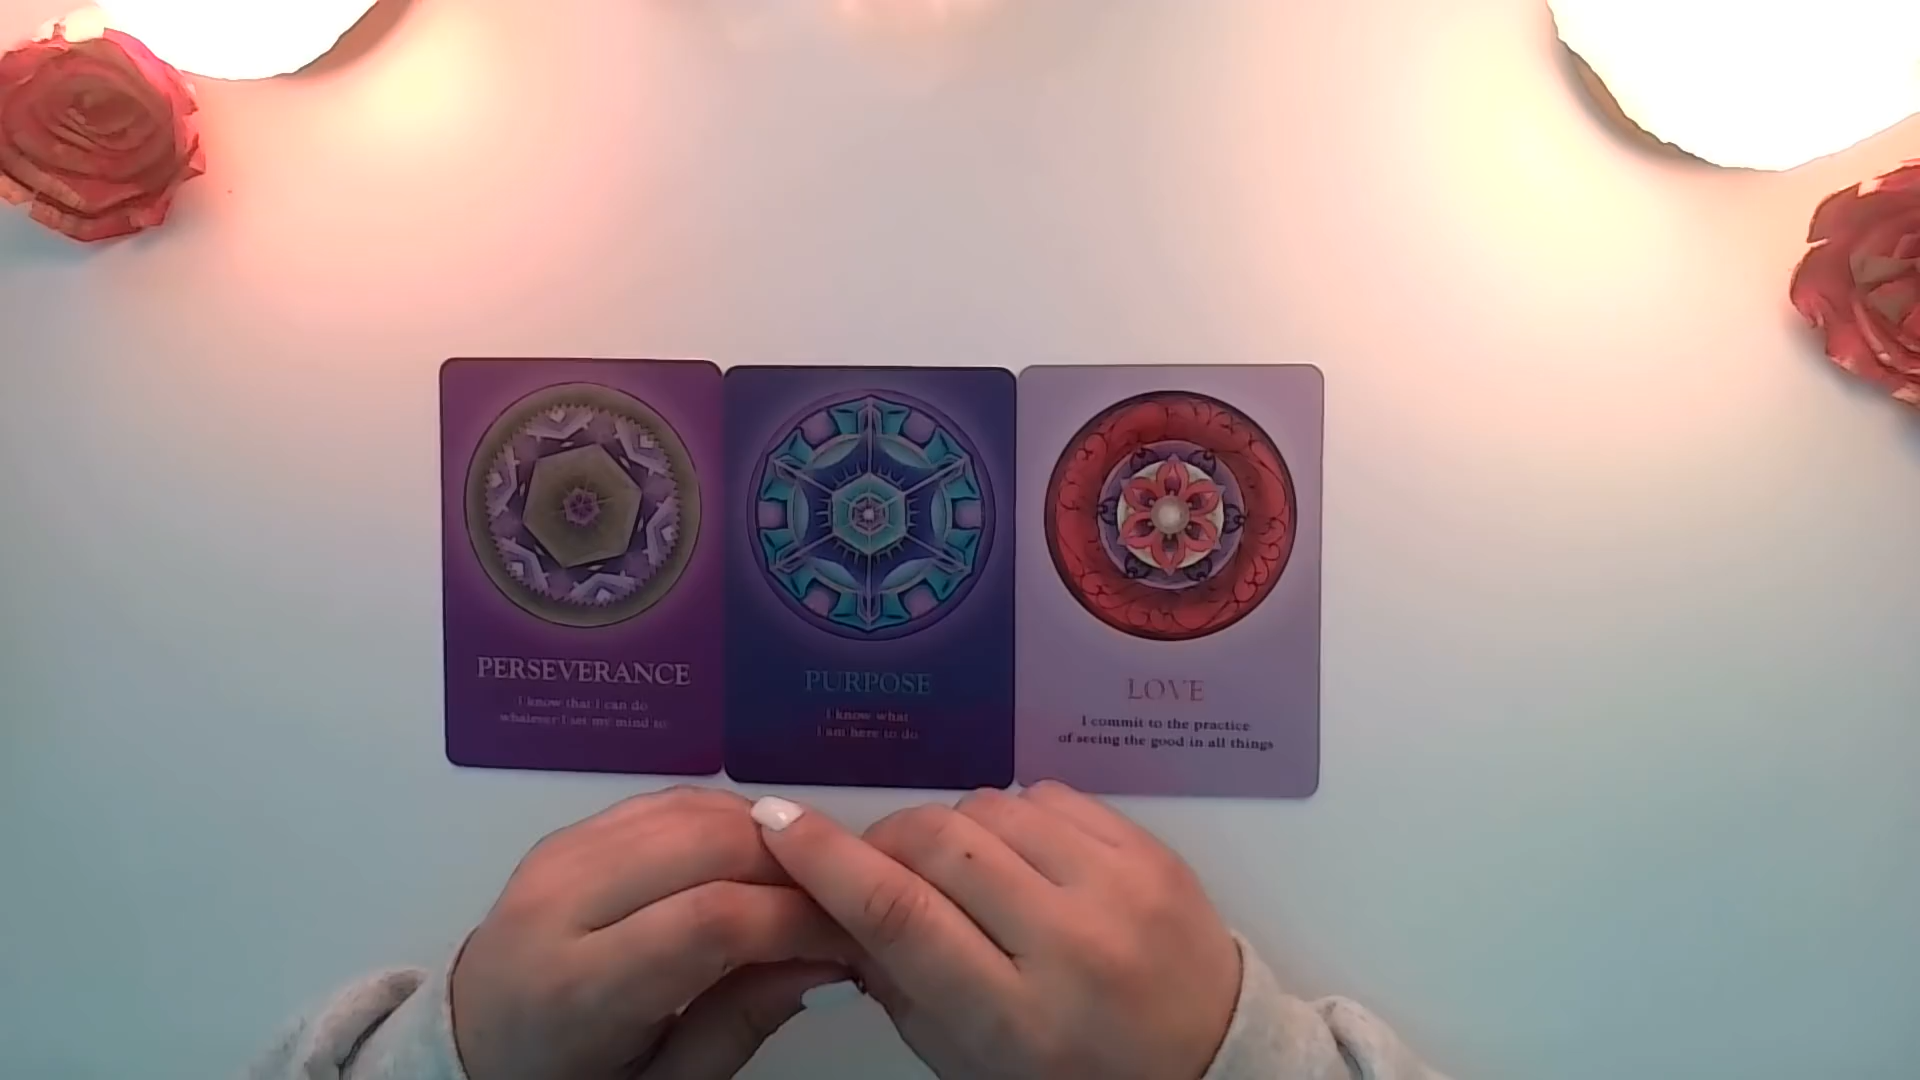 PERSEVERANCE
I know that I can do
whatever I set my mind to
PURPOSE
I know what
I am here to do
LOVE
I commit to the practice
of seeing the good in all things